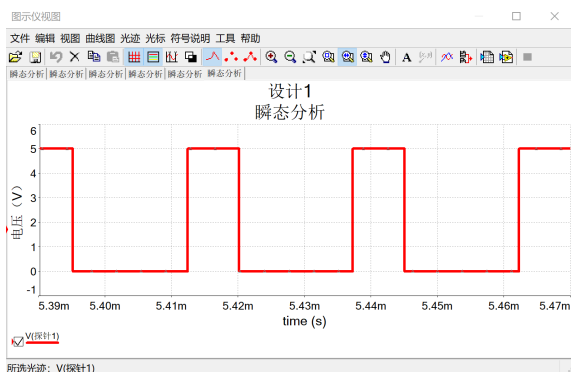 图示仪视图
文件 编辑 视图 曲线图 光迹 光标 符号说明 工具 帮助
瞬态分析 瞬态分析 瞬态分析 瞬态分析 瞬态分析 瞬态分析
设计1
瞬态分析
6
5
4
3
2
1
0
-1
电压（V）
5.39m 5.40m 5.41m 5.42m 5.43m 5.44m 5.45m 5.46m 5.47m
time (s)
V(探针1)
所选光迹: V(探针1)